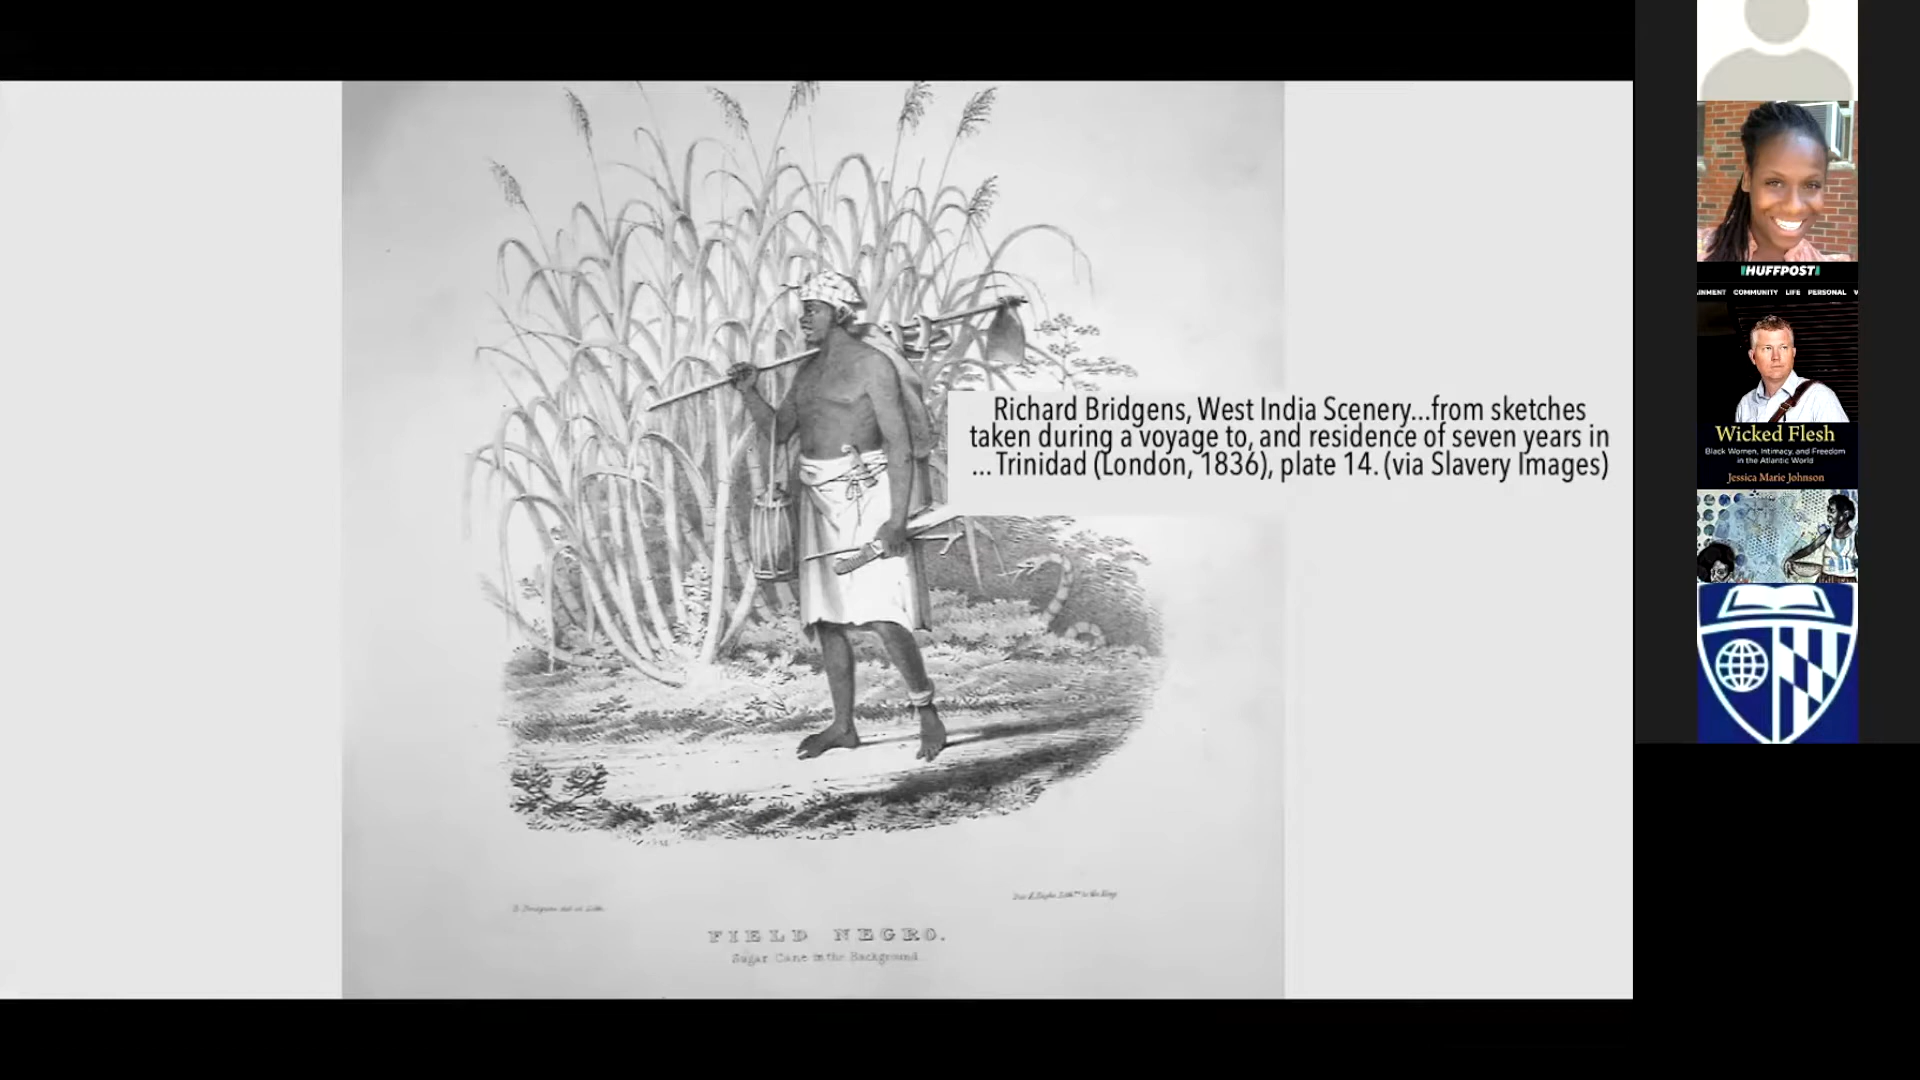 Richard Bridgens, West India Scenery...from sketches
taken during a voyage to, and residence of seven years in
... Trinidad (London, 1836), plate 14. (via Slavery Images)
FIELD NEGRO.
Sugar Cane in the Background.
HUFFPOST
INMENT COMMUNITY LIFE PERSONAL
Wicked Flesh
Black Women, Intimacy, and Freedom
in the Atlantic World
Jessica Marie Johnson